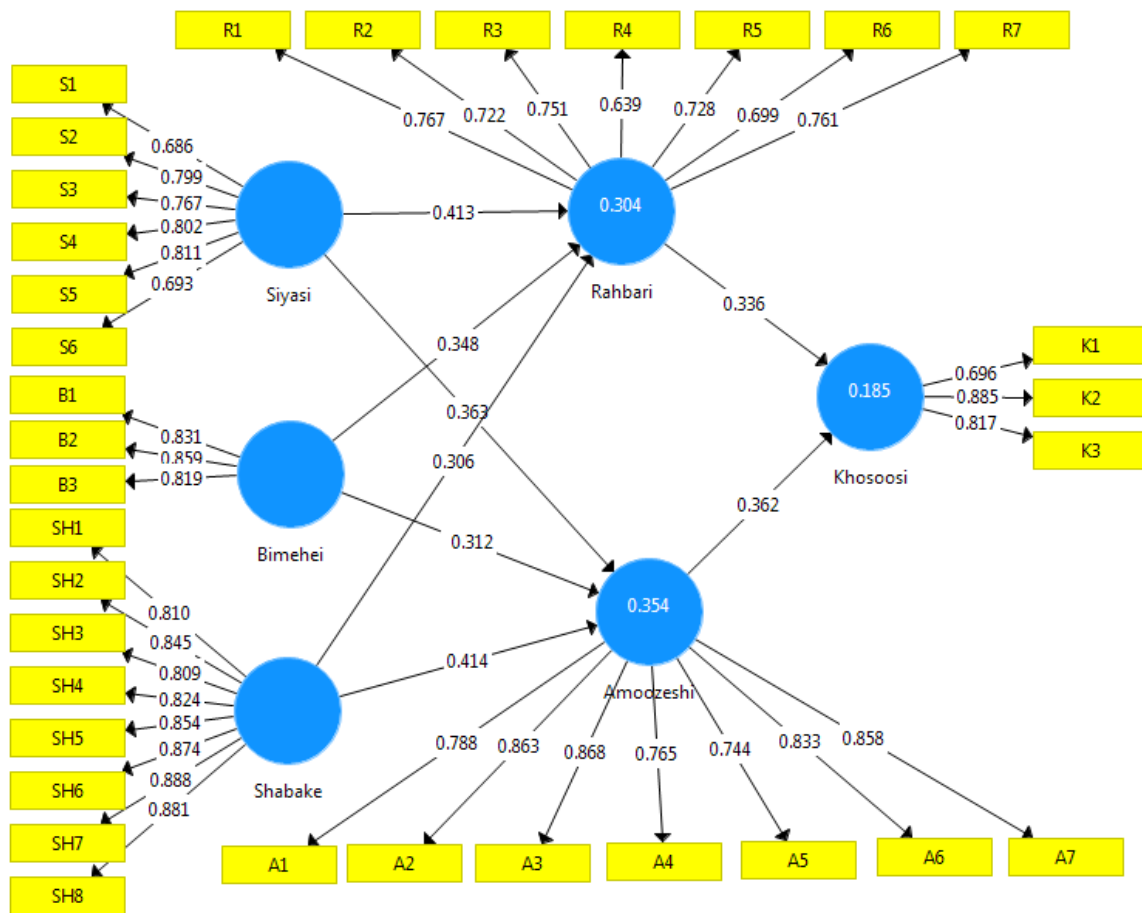 R1
R2
R3
R4
R5
R6
R7
0.767
0.722
0.751
0.639
0.728
0.699
0.761
S1
S2
S3
S4
S5
S6
0.686
0.799
0.767
0.802
0.811
0.693
Siyasi
0.413
0.304
Rahbari
0.348
0.363
0.306
0.336
B1
B2
B3
0.831
0.859
0.819
Bimehei
0.312
0.185
Khosoosi
0.696
0.885
0.817
K1
K2
K3
0.362
SH1
SH2
SH3
SH4
SH5
SH6
SH7
SH8
0.810
0.845
0.809
0.824
0.854
0.874
0.888
0.881
Shabake
0.414
0.354
Amoozeshi
0.788
0.863
0.868
0.765
0.744
0.833
0.858
A1
A2
A3
A4
A5
A6
A7